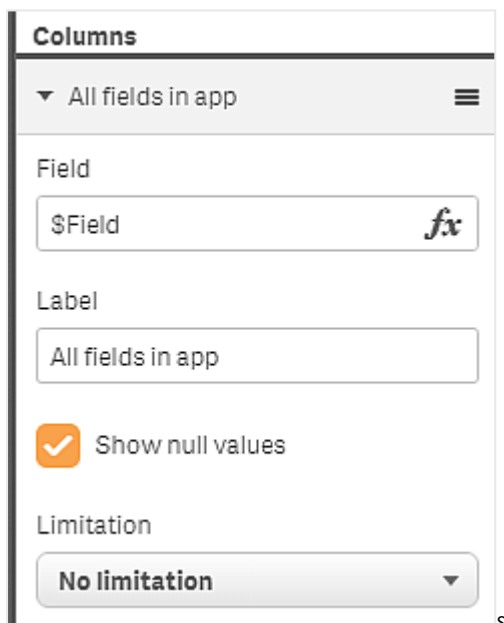 Columns
All fields in app
Field
$Field fx
Label
All fields in app
Show null values
Limitation
No limitation
s